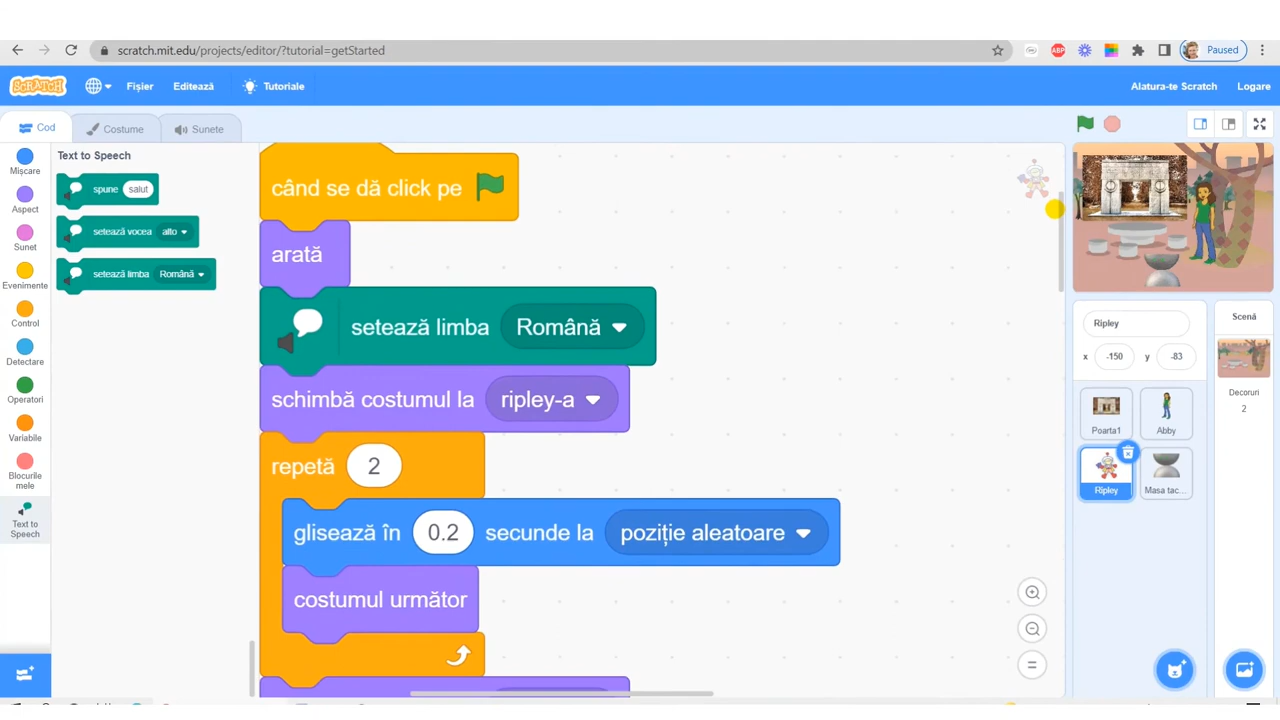 scratch.mit.edu/projects/editor/?tutorial=getStarted
ABP
Paused
SCRATCH
Fișier
Editează
Tutoriale
Alatura-te Scratch
Logare
Cod
Costume
Sunete
Mișcare
Aspect
Sunet
Evenimente
Control
Detectare
Operatori
Variabile
Blocurile
mele
Text to
Speech
Text to Speech
spune salut
setează vocea alto
setează limba Română
când se dă click pe
arată
setează limba Română
schimbă costumul la ripley-a
repetă 2
glisează în 0.2 secunde la poziție aleatoare
costumul următor
Ripley
x -150 y -83
Poarta1
Abby
Ripley
Masa tac...
Scenă
Decoruri
2